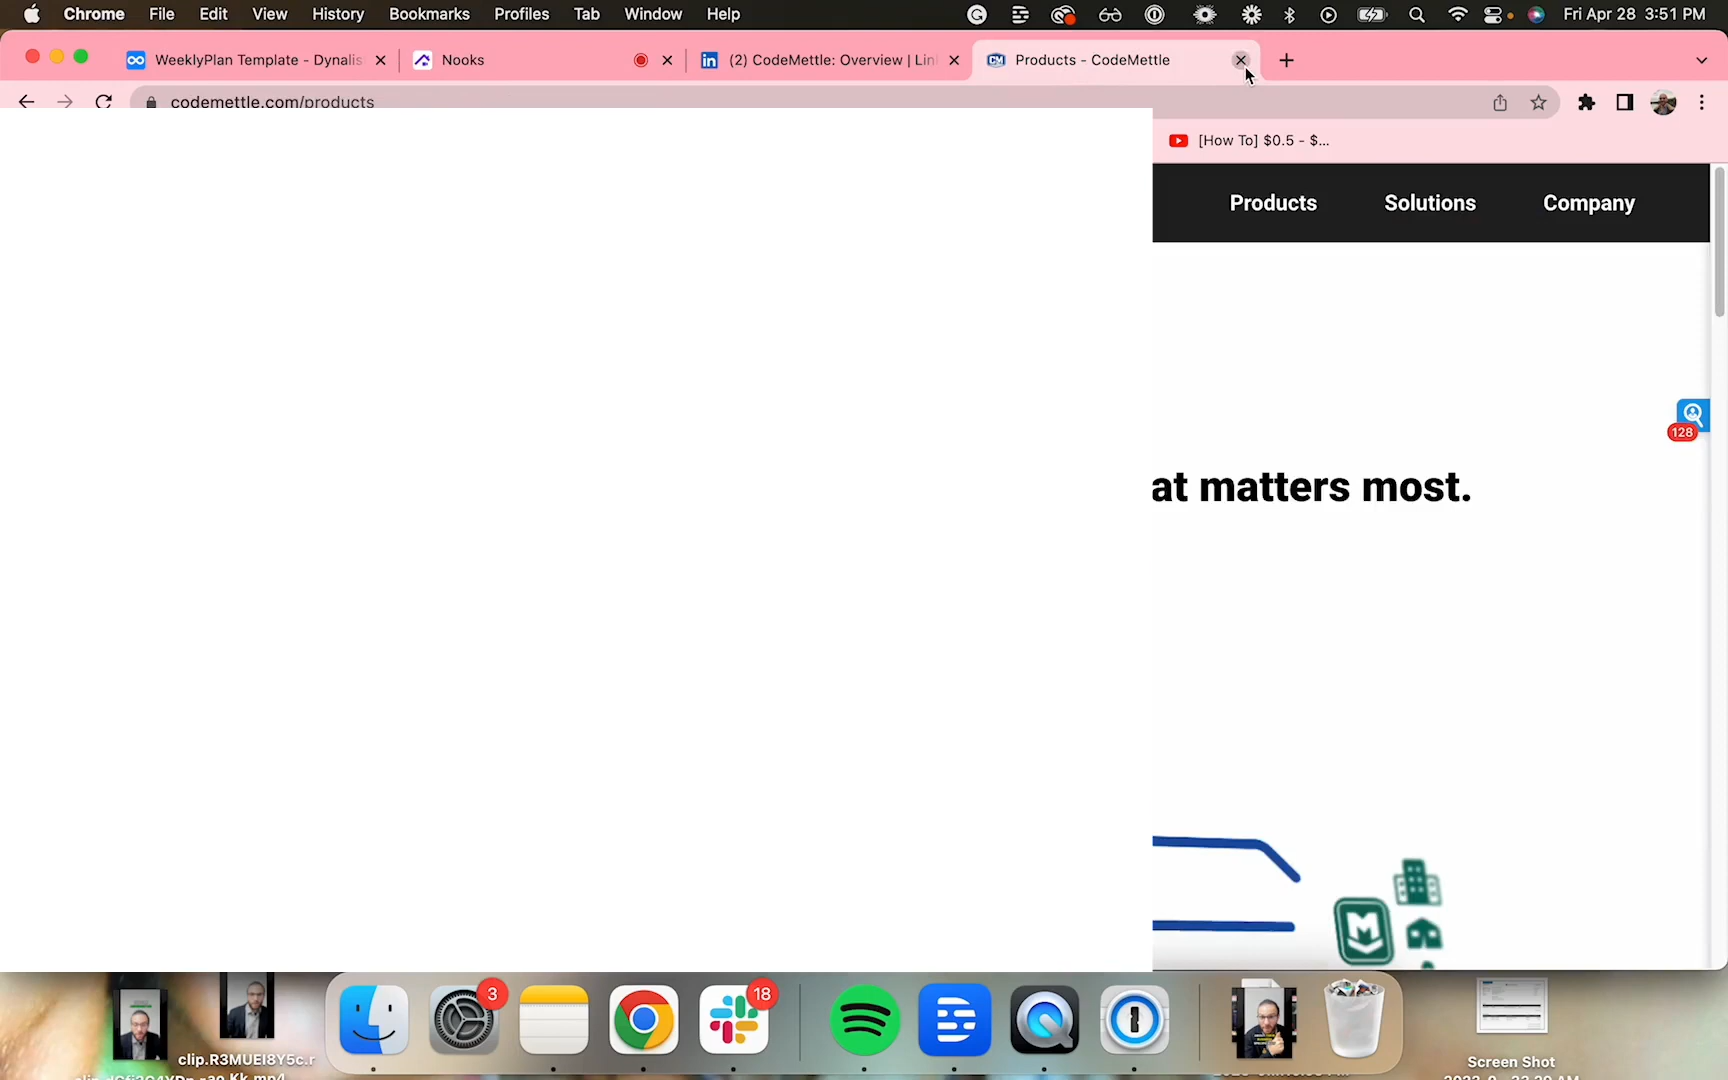 Chrome File Edit View History Bookmarks Profiles Tab Window Help Fri Apr 28 3:51 PM
WeeklyPlan Template - Dynalis Nooks (2) CodeMettle: Overview | Lin Products - CodeMettle
codemettle.com/products
[How To] $0.5 - $...
Products Solutions Company
128
at matters most.
3
18
clip.R3MUEI8Y5c.r
Screen Shot